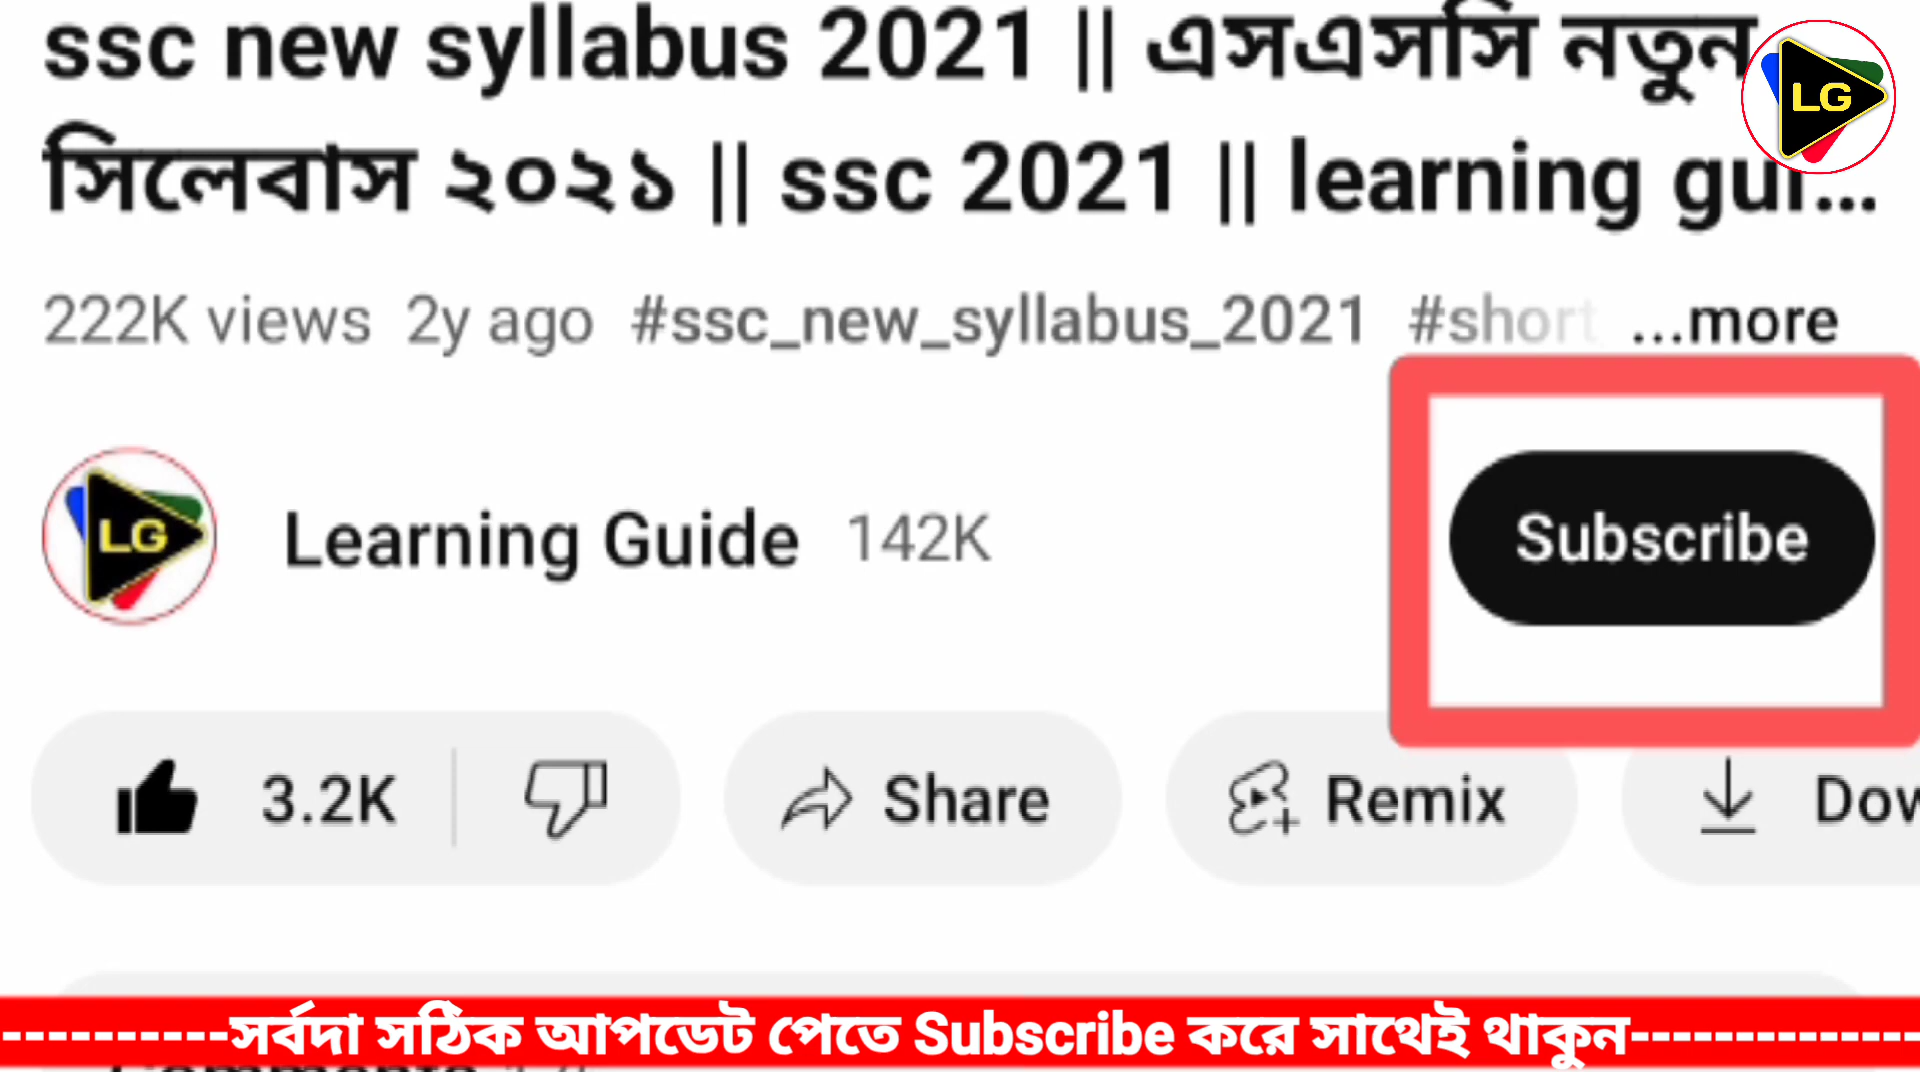 ssc new syllabus 2021 || এসএসসি নতুন
LG
সিলেবাস ২০২১ || ssc 2021 || learning gui...
222K views 2y ago #ssc_new_syllabus_2021 #short ...more
LG Learning Guide 142K Subscribe
3.2K Share Remix Dow
----------সর্বদা সঠিক আপডেট পেতে Subscribe করে সাথেই থাকুন-------------